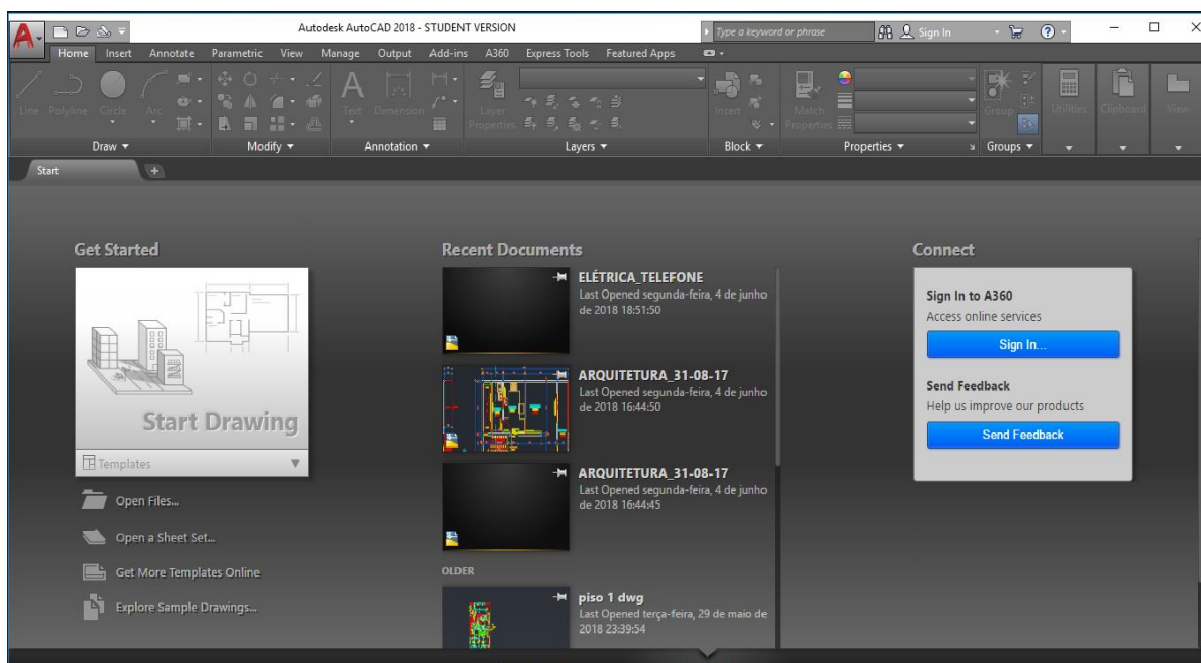 Autodesk AutoCAD 2018 - STUDENT VERSION
Type a keyword or phrase
Sign In
Home Insert Annotate Parametric View Manage Output Add-ins A360 Express Tools Featured Apps
Line Polyline Circle Arc Text Dimension Layer Properties Insert Match Properties Group Utilities Clipboard View
Draw Modify Annotation Layers Block Properties Groups
Start
Get Started
Start Drawing
Templates
Open Files...
Open a Sheet Set...
Get More Templates Online
Explore Sample Drawings...
Recent Documents
ELÉTRICA_TELEFONE
Last Opened segunda-feira, 4 de junho
de 2018 18:51:50
ARQUITETURA_31-08-17
Last Opened segunda-feira, 4 de junho
de 2018 16:44:50
ARQUITETURA_31-08-17
Last Opened segunda-feira, 4 de junho
de 2018 16:44:45
OLDER
piso 1 dwg
Last Opened terça-feira, 29 de maio de
2018 23:39:54
Connect
Sign In to A360
Access online services
Sign In...
Send Feedback
Help us improve our products
Send Feedback